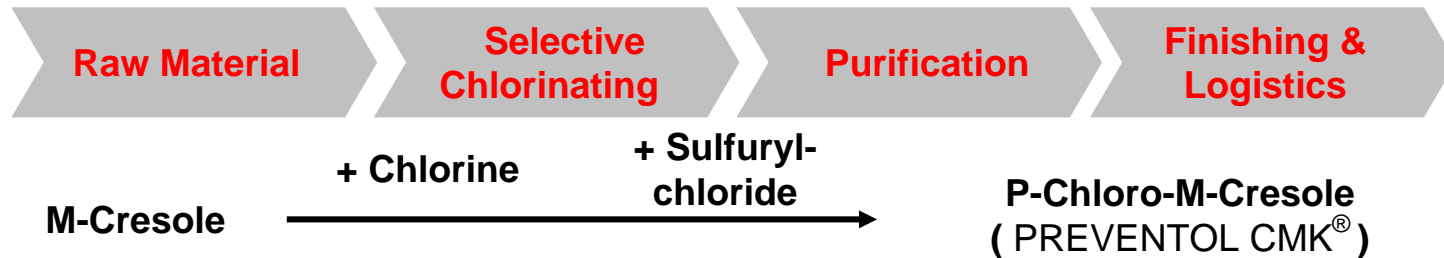 Raw Material
Selective
Chlorinating
Purification
Finishing &
Logistics
+ Chlorine
+ Sulfuryl-
chloride
M-Cresole
P-Chloro-M-Cresole
( PREVENTOL CMK® )